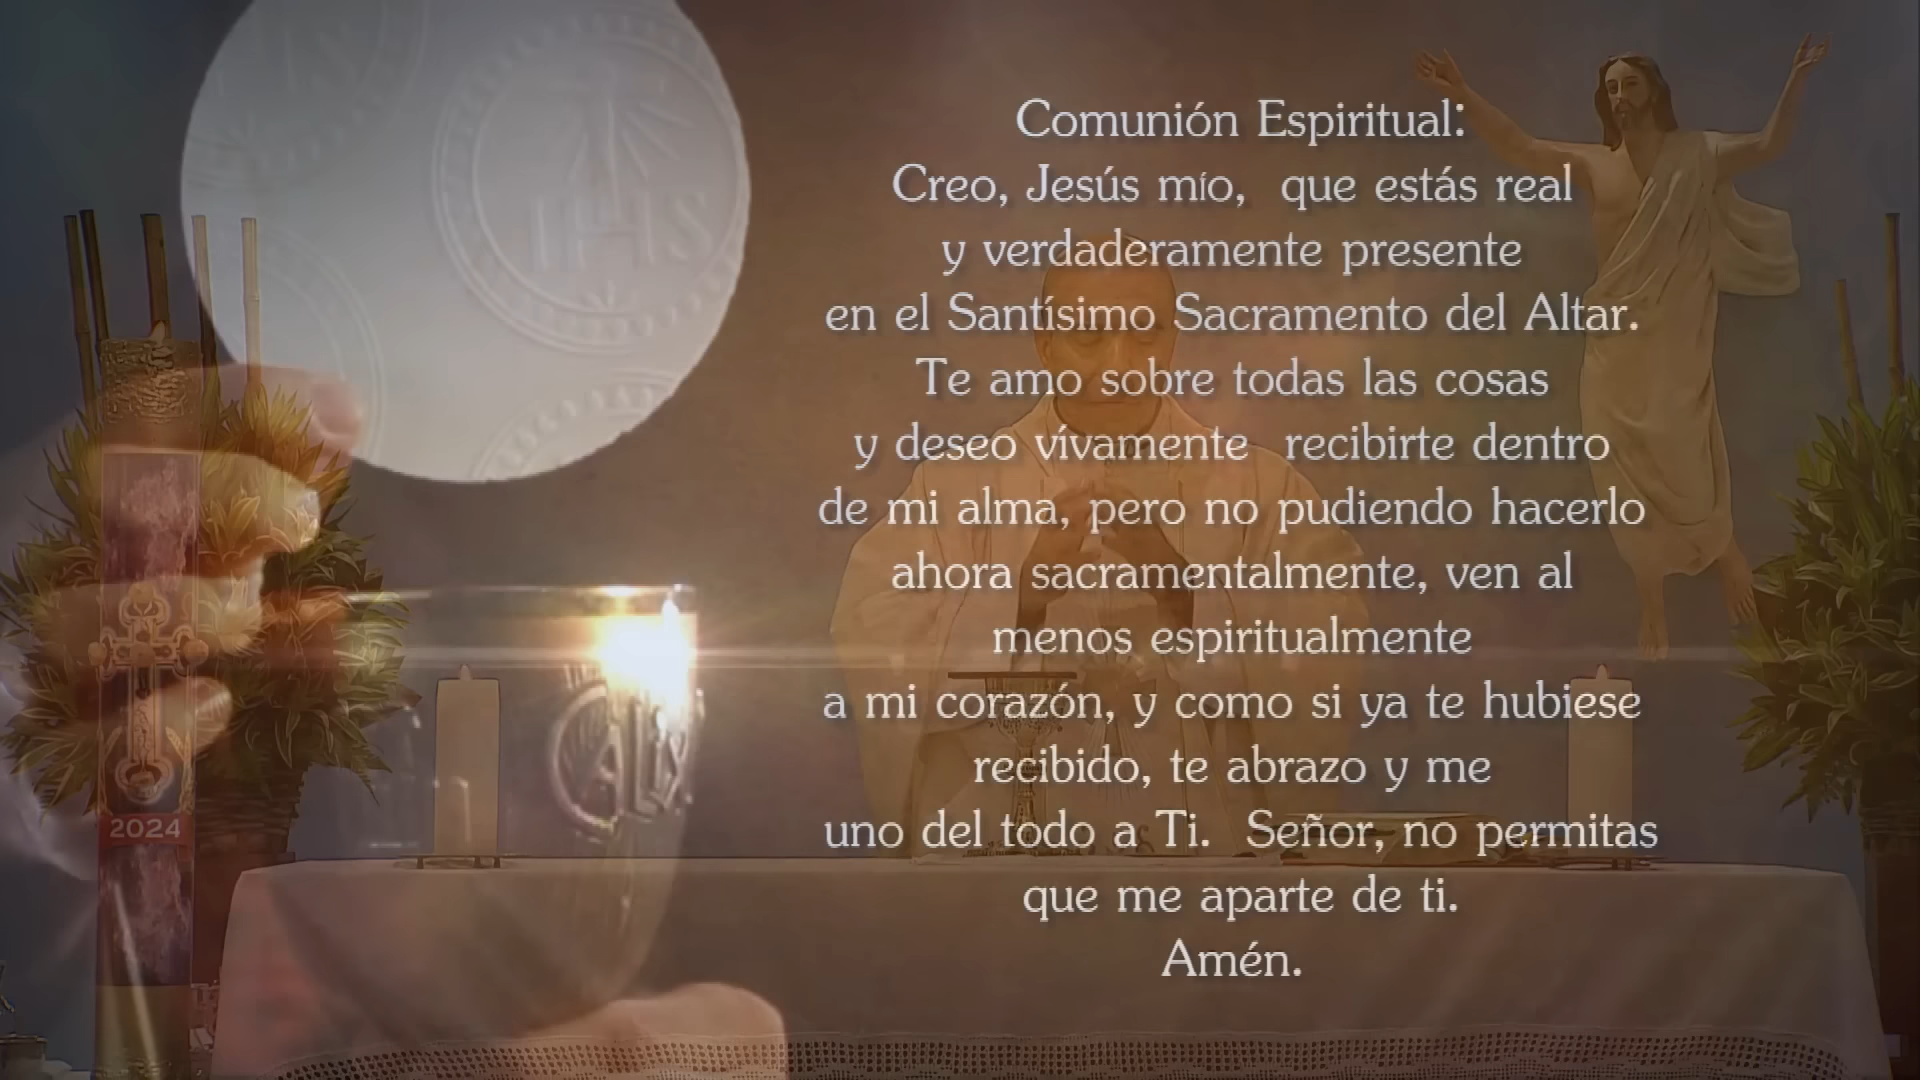 Comunión Espiritual:
Creo, Jesús mío, que estás real
y verdaderamente presente
en el Santísimo Sacramento del Altar.
Te amo sobre todas las cosas
y deseo vívamente recibirte dentro
de mi alma, pero no pudiendo hacerlo
ahora sacramentalmente, ven al
menos espiritualmente
a mi corazón, y como si ya te hubiese
recibido, te abrazo y me
uno del todo a Ti. Señor, no permitas
que me aparte de ti.
Amén.
IHS
CALIX
2024